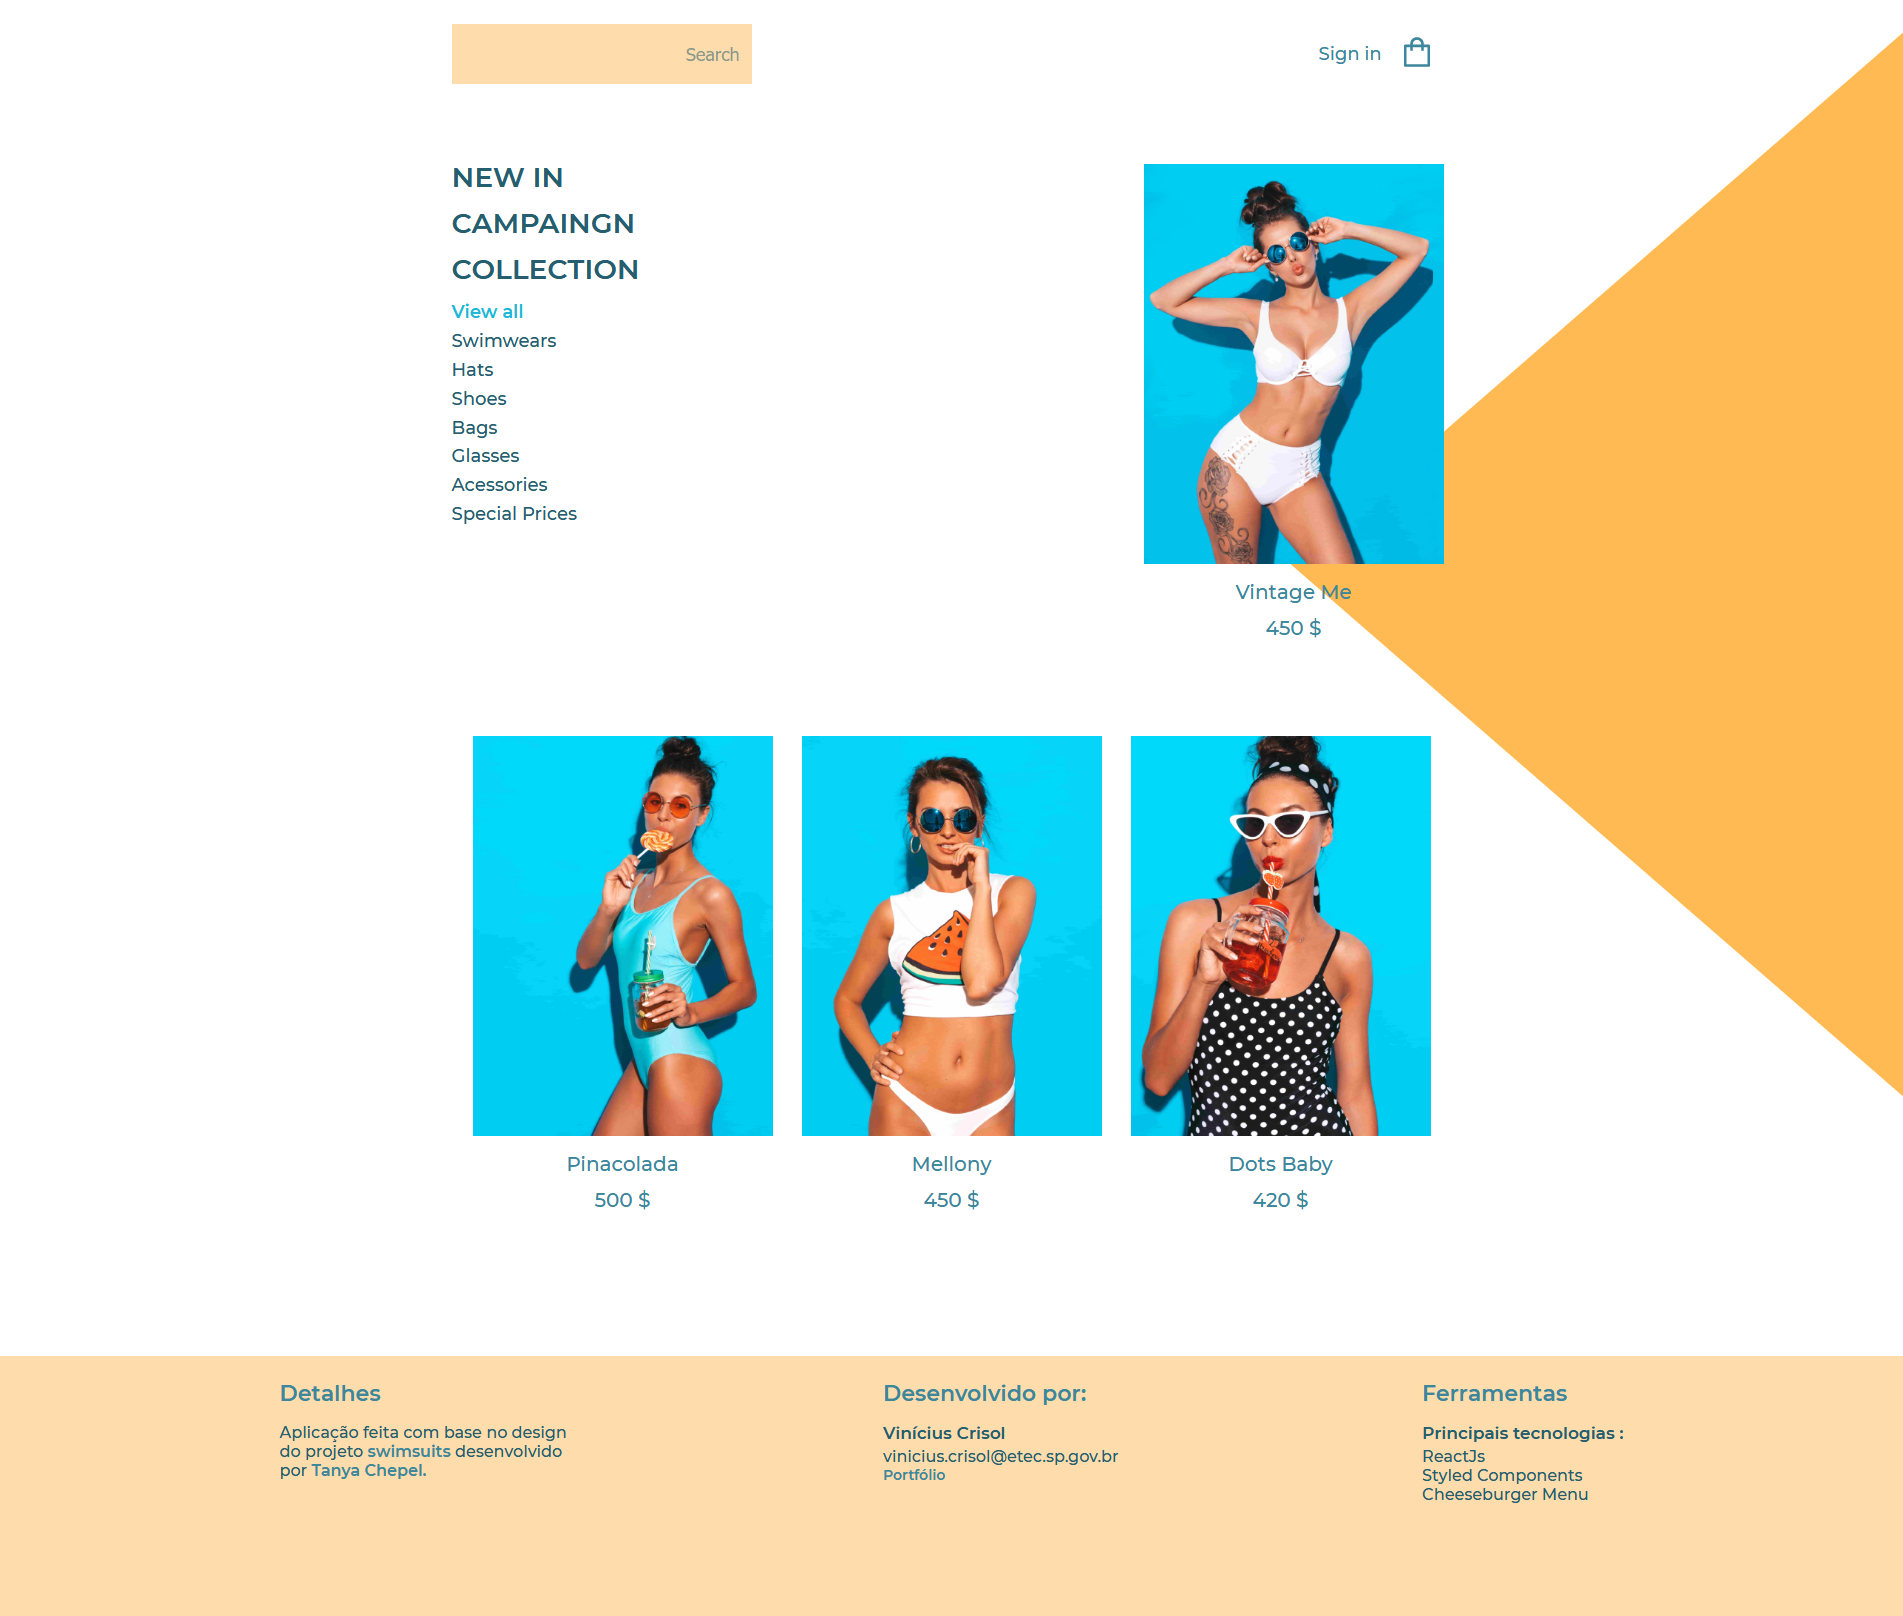 Search
Sign in
NEW IN
CAMPAINGN
COLLECTION
View all
Swimwears
Hats
Shoes
Bags
Glasses
Acessories
Special Prices
Vintage Me
450 $
Pinacolada
500 $
Mellony
450 $
Dots Baby
420 $
Detalhes
Aplicação feita com base no design
do projeto swimsuits desenvolvido
por Tanya Chepel.
Desenvolvido por:
Vinícius Crisol
vinicius.crisol@etec.sp.gov.br
Portfólio
Ferramentas
Principais tecnologias :
ReactJs
Styled Components
Cheeseburger Menu